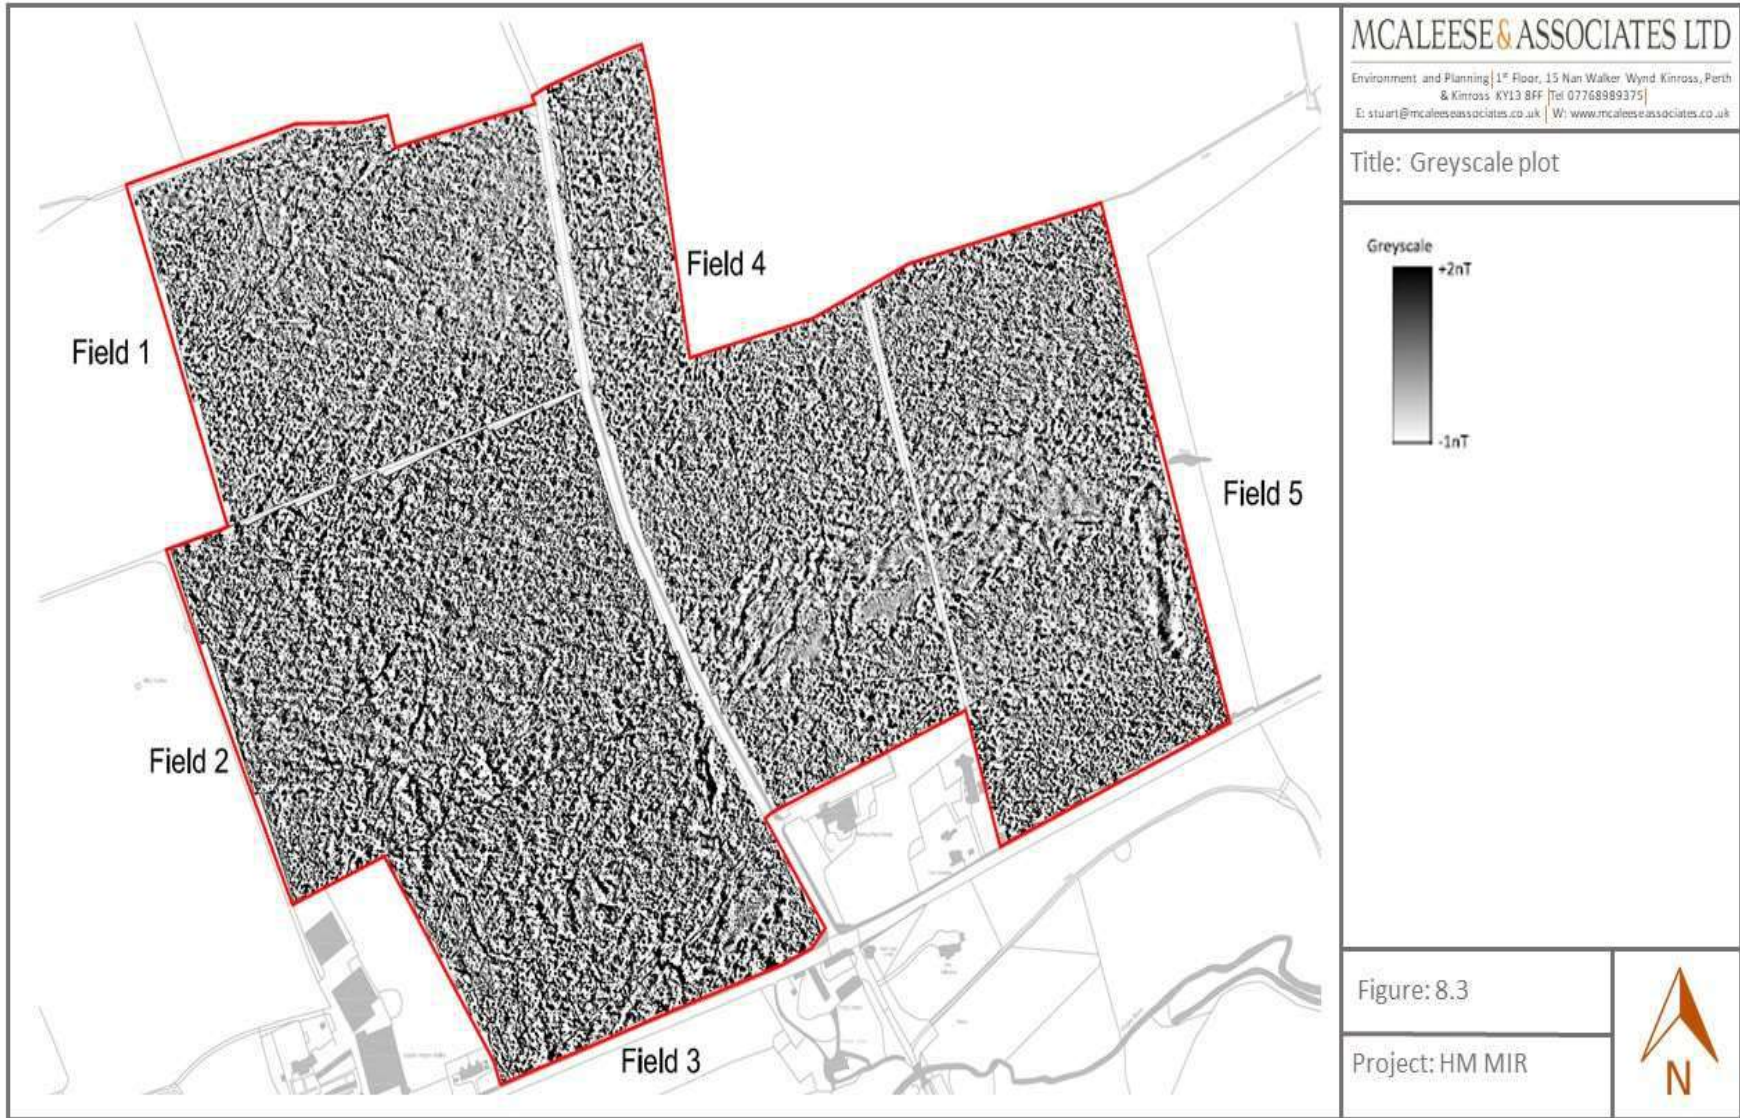 MCALEESE & ASSOCIATES LTD
Environment and Planning | 1st Floor, 15 Nan Walker Wynd Kinross, Perth
& Kinross KY13 8FF | Tel 07768989375 |
E: stuart@mcaleeseassociates.co.uk | W: www.mcaleeseassociates.co.uk
Title: Greyscale plot
Greyscale
+2nT
-1nT
Field 4
Field 1
Field 5
Field 2
Field 3
Figure: 8.3
Project: HM MIR
N